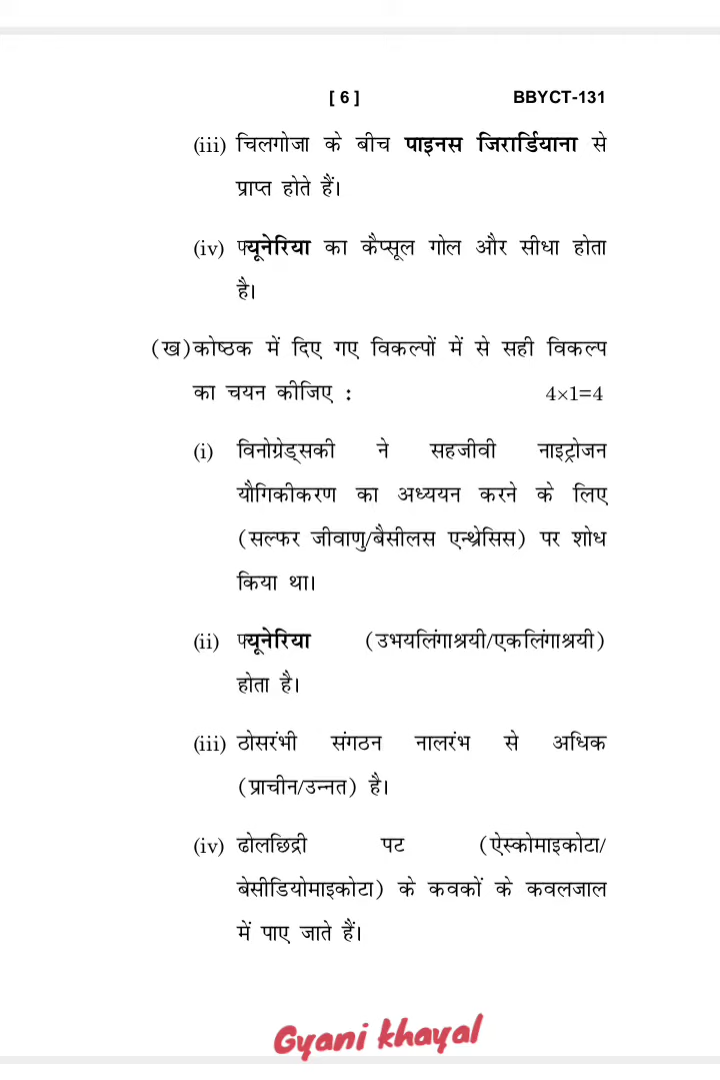 [ 6 ] BBYCT-131
(iii) चिलगोजा के बीच पाइनस जिरार्डियाना से
प्राप्त होते हैं।
(iv) फ्यूनेरिया का कैप्सूल गोल और सीधा होता
है।
(ख) कोष्ठक में दिए गए विकल्पों में से सही विकल्प
का चयन कीजिए : 4×1=4
(i) विनोग्रेड्सकी ने सहजीवी नाइट्रोजन
यौगिकीकरण का अध्ययन करने के लिए
(सल्फर जीवाणु/बैसीलस एन्थ्रेसिस) पर शोध
किया था।
(ii) फ्यूनेरिया (उभयलिंगाश्रयी/एकलिंगाश्रयी)
होता है।
(iii) ठोसरंभी संगठन नालरंभ से अधिक
(प्राचीन/उन्नत) है।
(iv) ढोलछिद्री पट (ऐस्कोमाइकोटा/
बेसीडियोमाइकोटा) के कवकों के कवलजाल
में पाए जाते हैं।
Gyani khayal